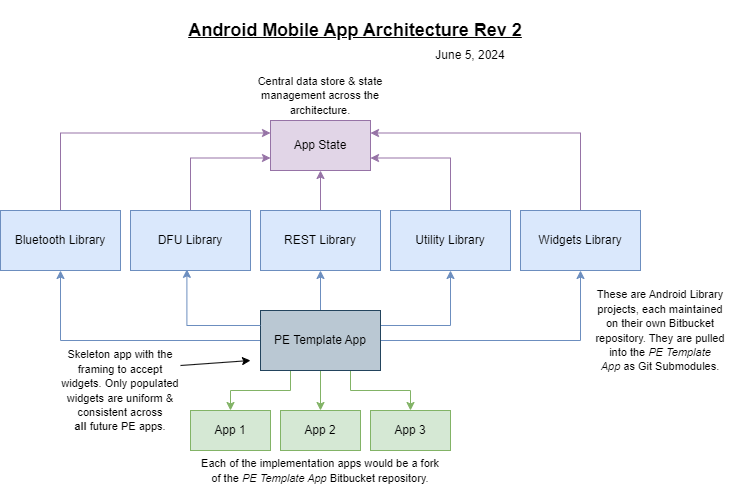 Android Mobile App Architecture Rev 2
June 5, 2024
Central data store & state
management across the
architecture.
App State
Bluetooth Library
DFU Library
REST Library
Utility Library
Widgets Library
These are Android Library
projects, each maintained
on their own Bitbucket
repository. They are pulled
into the PE Template
App as Git Submodules.
PE Template App
Skeleton app with the
framing to accept
widgets. Only populated
widgets are uniform &
consistent across
all future PE apps.
App 1
App 2
App 3
Each of the implementation apps would be a fork
of the PE Template App Bitbucket repository.